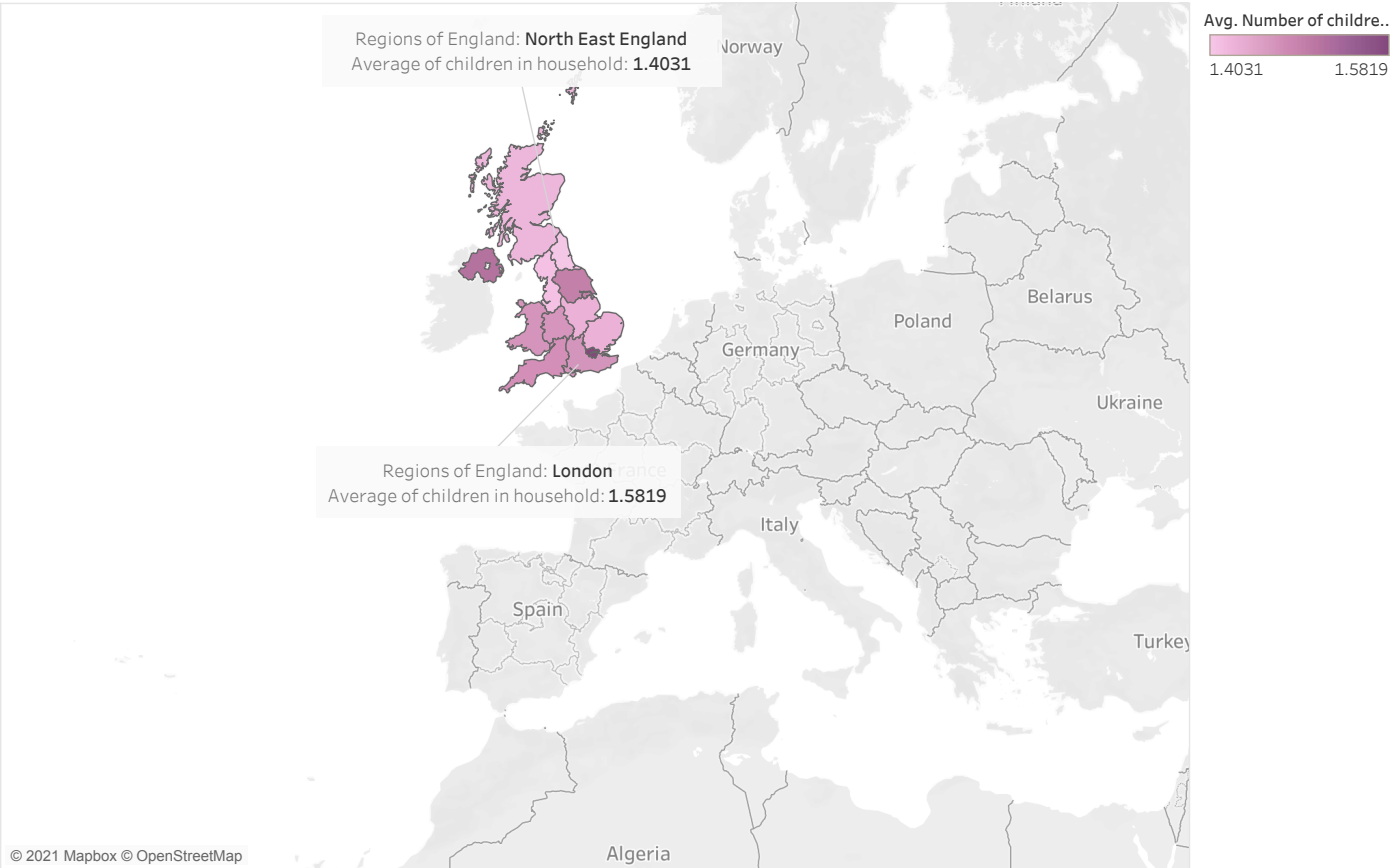 Regions of England: North East England
Average of children in household: 1.4031
Avg. Number of childre..
1.4031 1.5819
Norway
Belarus
Poland
Germany
Ukraine
Regions of England: London
Average of children in household: 1.5819
Italy
Spain
Turkey
Algeria
© 2021 Mapbox © OpenStreetMap